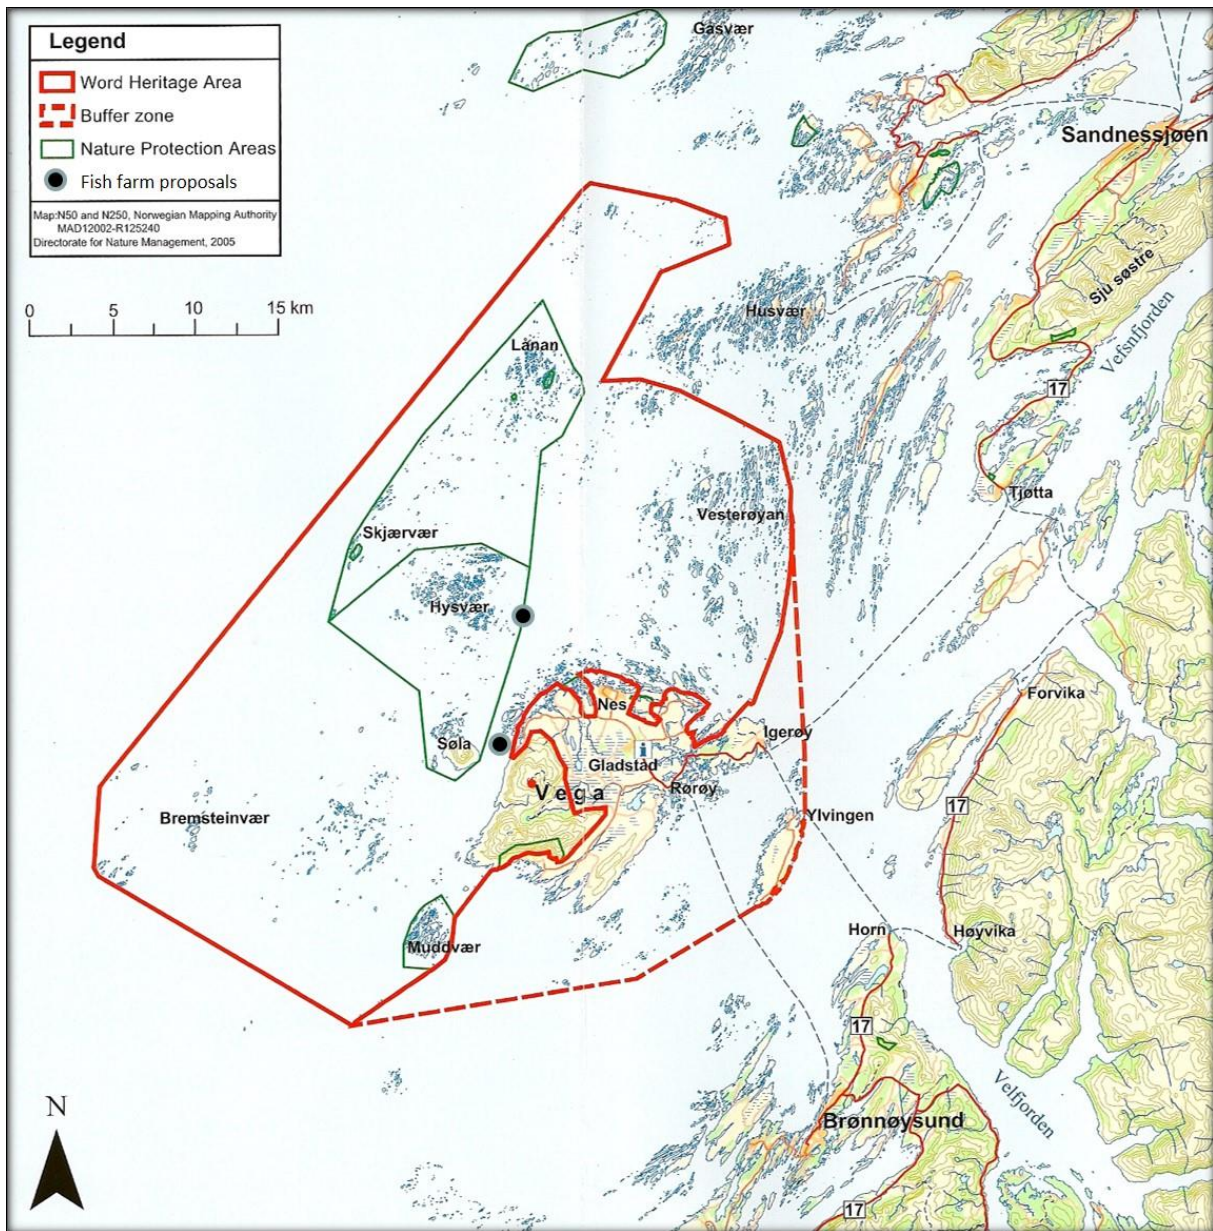 Legend
Word Heritage Area
Buffer zone
Nature Protection Areas
Fish farm proposals
Map:N50 and N250, Norwegian Mapping Authority
MAD12002-R125240
Directorate for Nature Management, 2005
0 5 10 15 km
Gåsvær
Sandnessjøen
Sju søstre
Vefsnfjorden
Husvær
Lånan
17
Tjøtta
Vesterøyan
Skjærvær
Hysvær
Forvika
Nes
Igerøy
Søla
Gladstad
i
Rørøy
Vega
17
Ylvingen
Bremsteinvær
Horn
Høyvika
Muddvær
17
Velfjorden
Brønnøysund
N
17